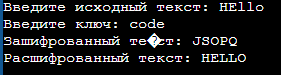 Введите исходный текст: HEllo
Введите ключ: code
Зашифрованный те�ст: JSOPQ
Расшифрованный текст: HELLO